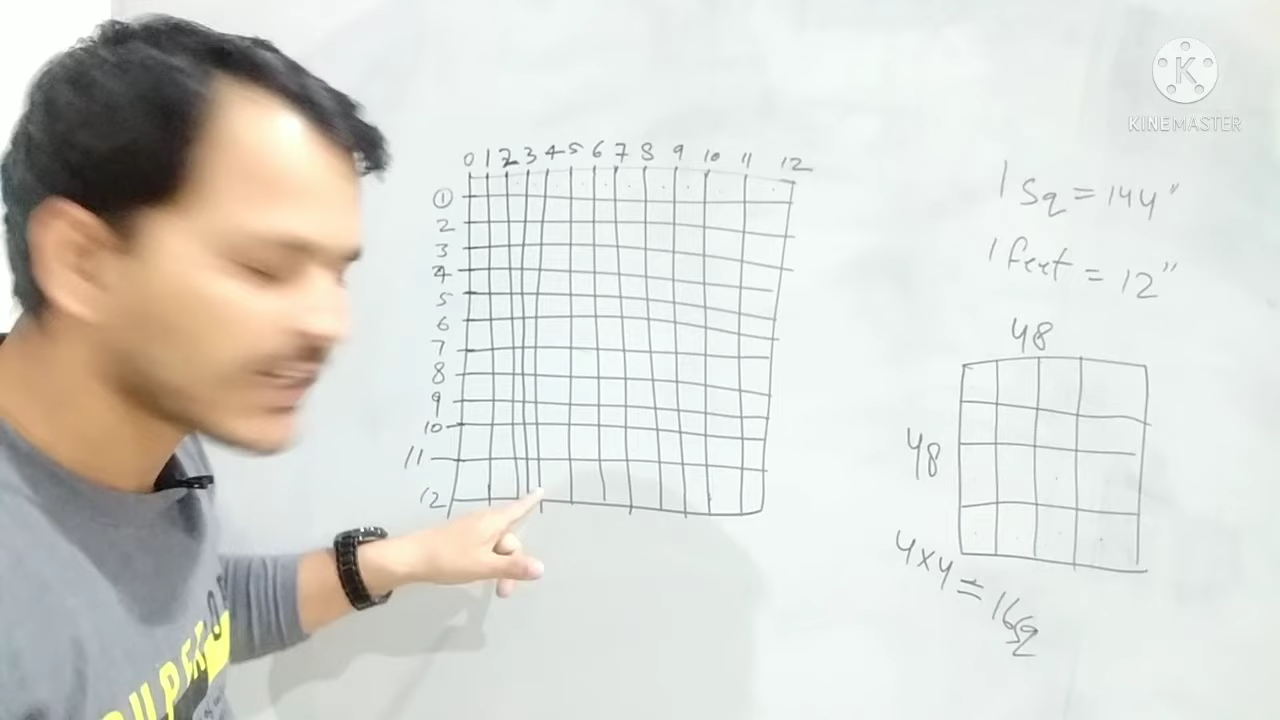 KINEMASTER
0 1 2 3 4 5 6 7 8 9 10 11 12
1
2
3
4
5
6
7
8
9
10
11
12
1 Sq = 144"
1 feet = 12"
48
48
4x4 = 16 Sq